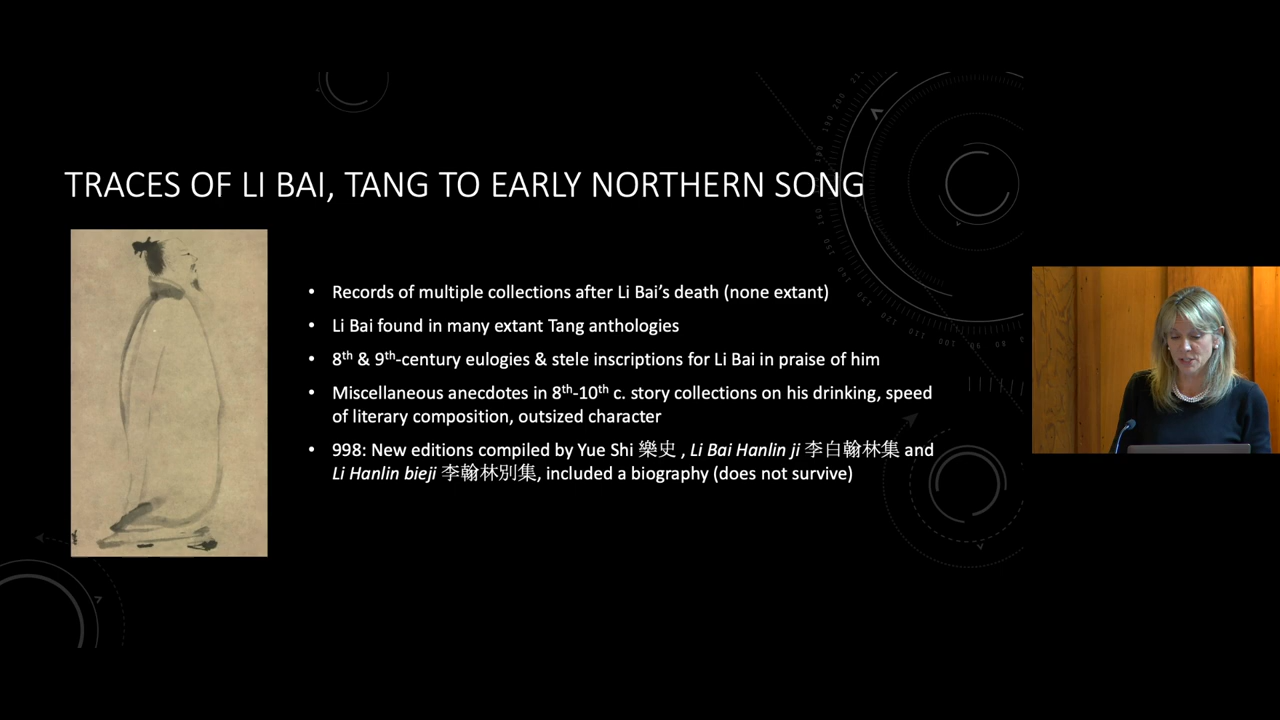 TRACES OF LI BAI, TANG TO EARLY NORTHERN SONG
• Records of multiple collections after Li Bai’s death (none extant)
• Li Bai found in many extant Tang anthologies
• 8th & 9th-century eulogies & stele inscriptions for Li Bai in praise of him
• Miscellaneous anecdotes in 8th-10th c. story collections on his drinking, speed
of literary composition, outsized character
• 998: New editions compiled by Yue Shi 樂史 , Li Bai Hanlin ji 李白翰林集 and
Li Hanlin bieji 李翰林別集, included a biography (does not survive)